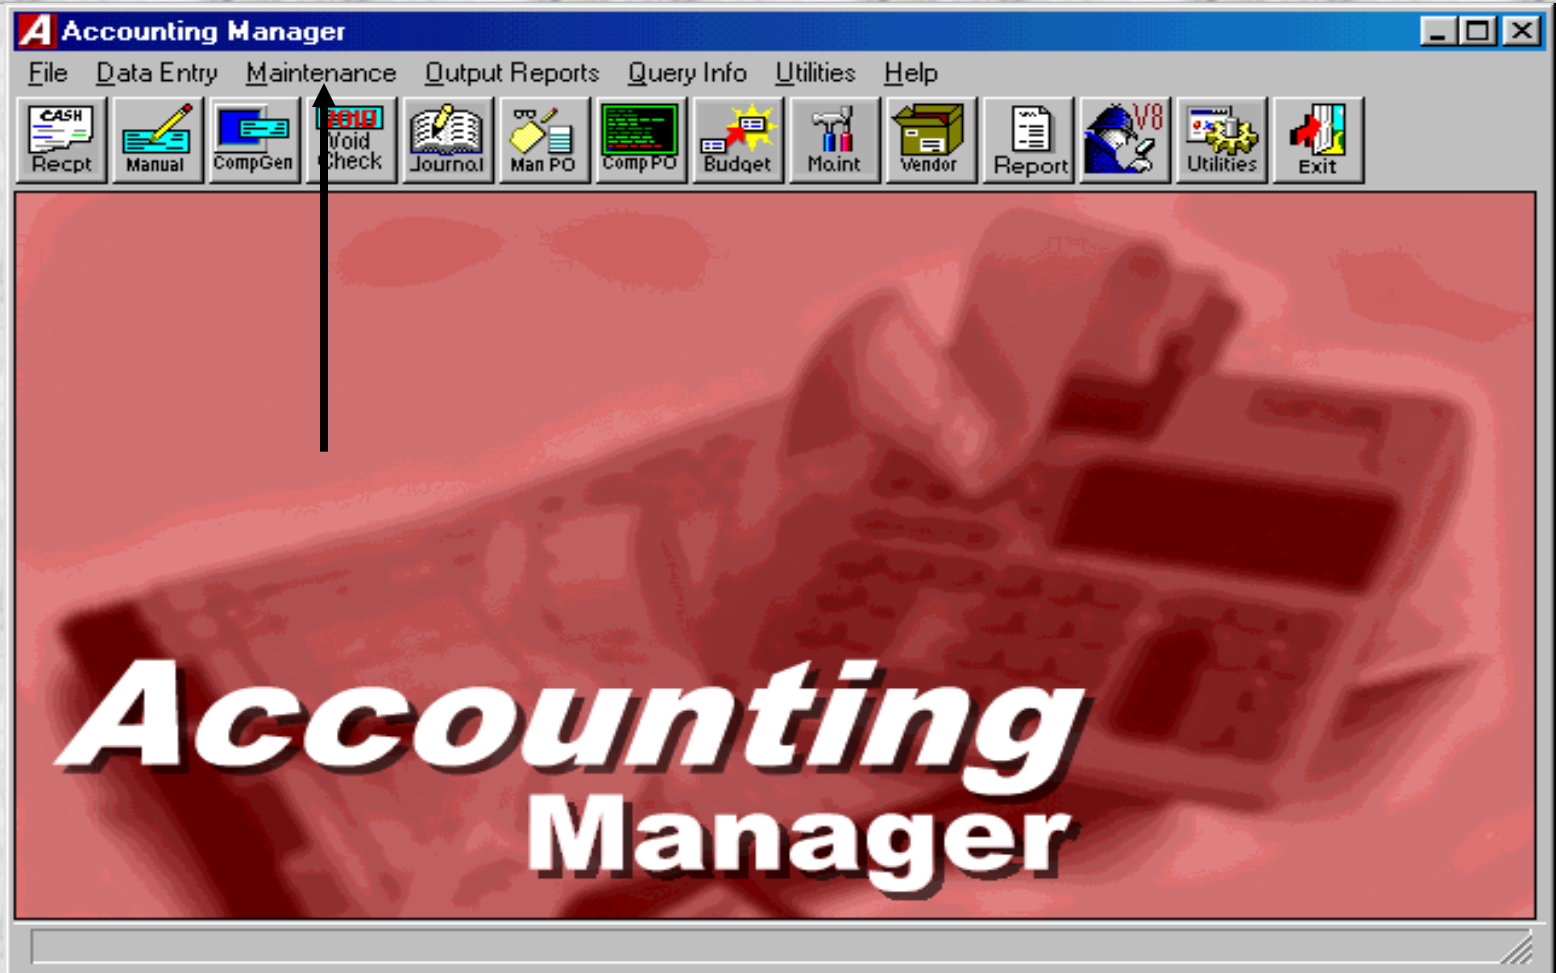 A Accounting Manager
File Data Entry Maintenance Output Reports Query Info Utilities Help
CASH
Recpt
Manual
CompGen
VOID
Void
Check
Journal
Man PO
Comp PO
Budget
Maint
Vendor
Report
V8
Utilities
Exit
Accounting
Manager